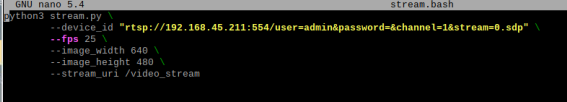 GNU nano 5.4 stream.bash
python3 stream.py \
--device_id "rtsp://192.168.45.211:554/user=admin&password=&channel=1&stream=0.sdp" \
--fps 25 \
--image_width 640 \
--image_height 480 \
--stream_uri /video_stream